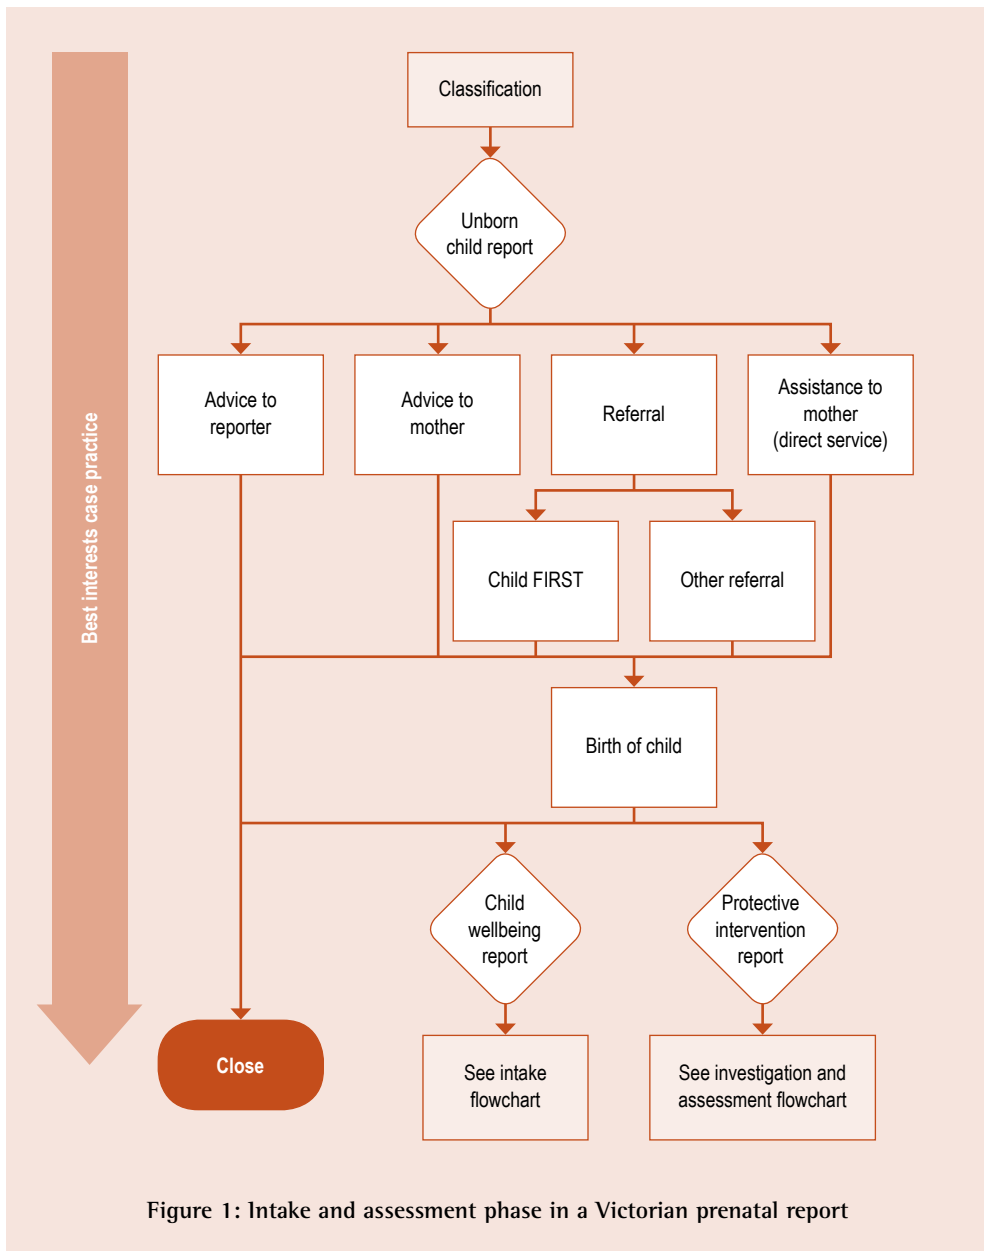 Classification
Unborn
child report
Advice to
reporter
Advice to
mother
Referral
Assistance to
mother
(direct service)
Child FIRST
Other referral
Best interests case practice
Birth of child
Child
wellbeing
report
Protective
intervention
report
Close
See intake
flowchart
See investigation and
assessment flowchart
Figure 1: Intake and assessment phase in a Victorian prenatal report